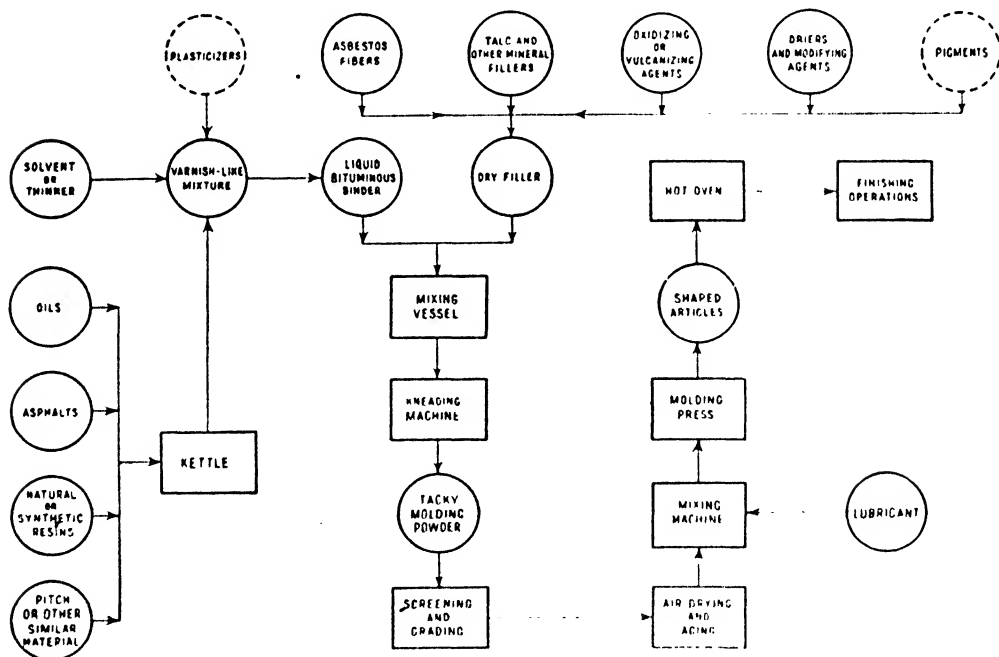 PLASTICIZERS
ASBESTOS
FIBERS
TALC AND
OTHER MINERAL
FILLERS
OXIDIZING
OR
VULCANIZING
AGENTS
DRIERS
AND MODIFYING
AGENTS
PIGMENTS
SOLVENT
OR
THINNER
VARNISH-LIKE
MIXTURE
LIQUID
BITUMINOUS
BINDER
DRY FILLER
HOT OVEN
FINISHING
OPERATIONS
OILS
MIXING
VESSEL
SHAPED
ARTICLES
ASPHALTS
KNEADING
MACHINE
MOLDING
PRESS
KETTLE
NATURAL
OR
SYNTHETIC
RESINS
TACKY
MOLDING
POWDER
MIXING
MACHINE
LUBRICANT
PITCH
OR OTHER
SIMILAR
MATERIAL
SCREENING
AND
GRADING
AIR DRYING
AND
AGING